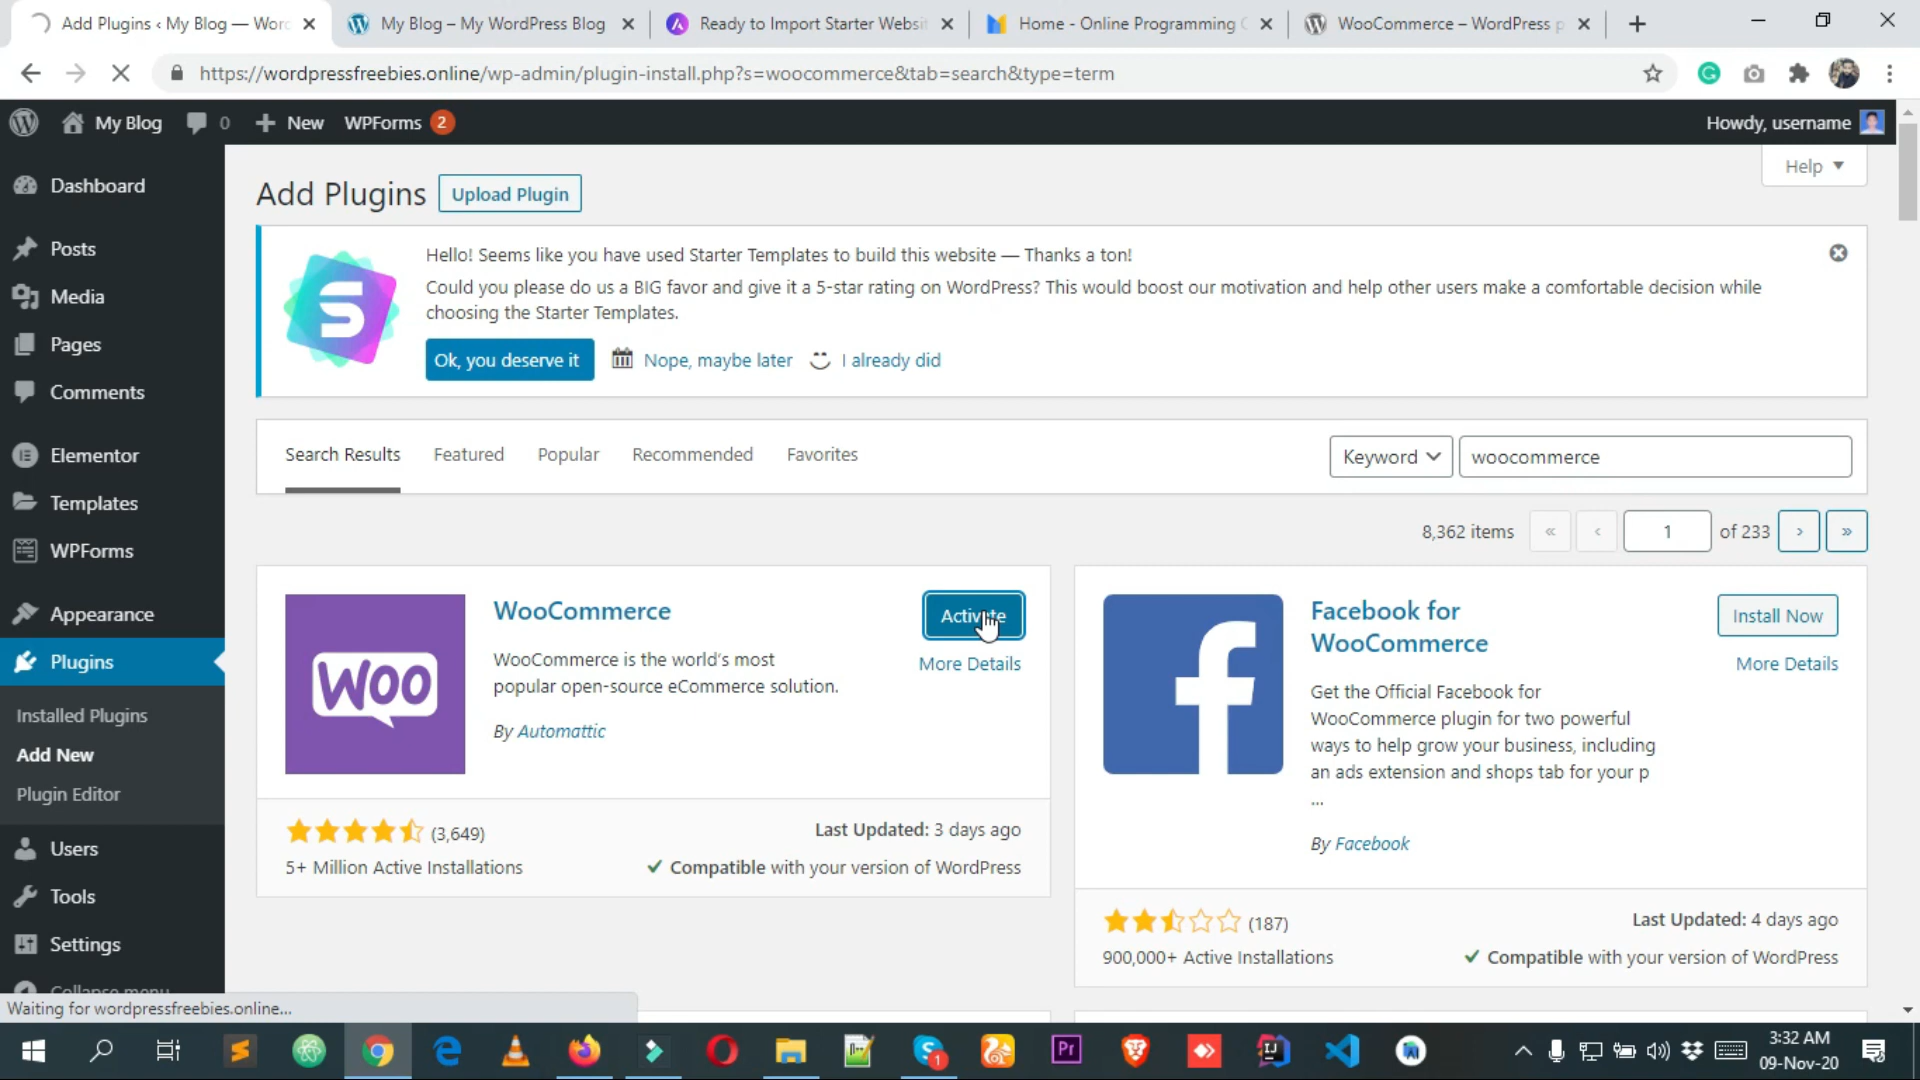 Add Plugins ‹ My Blog — Worc
My Blog – My WordPress Blog
Ready to Import Starter Websit
Home - Online Programming C
WooCommerce – WordPress p
https://wordpressfreebies.online/wp-admin/plugin-install.php?s=woocommerce&tab=search&type=term
My Blog
0
New
WPForms
2
Howdy, username
Dashboard
Posts
Media
Pages
Comments
Elementor
Templates
WPForms
Appearance
Plugins
Installed Plugins
Add New
Plugin Editor
Users
Tools
Settings
Collapse menu
Help
Add Plugins
Upload Plugin
Hello! Seems like you have used Starter Templates to build this website — Thanks a ton!
Could you please do us a BIG favor and give it a 5-star rating on WordPress? This would boost our motivation and help other users make a comfortable decision while
choosing the Starter Templates.
Ok, you deserve it
Nope, maybe later
I already did
Search Results
Featured
Popular
Recommended
Favorites
Keyword
woocommerce
8,362 items
«
‹
1
of 233
›
»
WOO
WooCommerce
Activate
More Details
WooCommerce is the world's most
popular open-source eCommerce solution.
By Automattic
(3,649)
5+ Million Active Installations
Last Updated: 3 days ago
Compatible with your version of WordPress
Facebook for
WooCommerce
Install Now
More Details
Get the Official Facebook for
WooCommerce plugin for two powerful
ways to help grow your business, including
an ads extension and shops tab for your p
...
By Facebook
(187)
900,000+ Active Installations
Last Updated: 4 days ago
Compatible with your version of WordPress
Waiting for wordpressfreebies.online...
Pr
1
3:32 AM
09-Nov-20